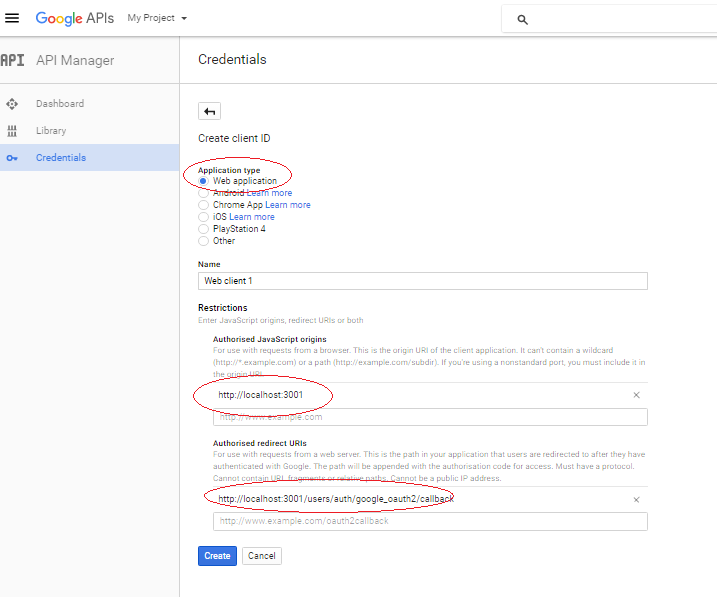 Google APIs My Project
API API Manager
Credentials
Dashboard
Library
Credentials
Create client ID
Application type
Web application
Android Learn more
Chrome App Learn more
iOS Learn more
PlayStation 4
Other
Name
Web client 1
Restrictions
Enter JavaScript origins, redirect URIs or both
Authorised JavaScript origins
For use with requests from a browser. This is the origin URI of the client application. It can't contain a wildcard
(http://*.example.com) or a path (http://example.com/subdir). If you're using a nonstandard port, you must include it in
the origin URI.
http://localhost:3001
http://www.example.com
Authorised redirect URIs
For use with requests from a web server. This is the path in your application that users are redirected to after they have
authenticated with Google. The path will be appended with the authorisation code for access. Must have a protocol.
Cannot contain URL fragments or relative paths. Cannot be a public IP address.
http://localhost:3001/users/auth/google_oauth2/callback
http://www.example.com/oauth2callback
Create Cancel